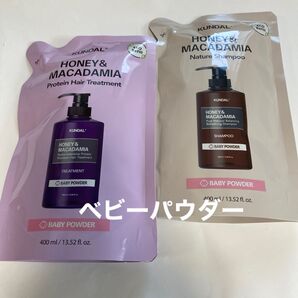 KUNDAL
HONEY &
MACADAMIA
Protein Hair Treatment
KUNDAL
HONEY &
MACADAMIA
TREATMENT
BABY POWDER
BABY POWDER
400 ml / 13.52 fl. oz.
KUNDAL
HONEY &
MACADAMIA
Nature Shampoo
KUNDAL
HONEY &
MACADAMIA
SHAMPOO
BABY POWDER
BABY POWDER
400 ml / 13.52 fl. oz.
ベビーパウダー